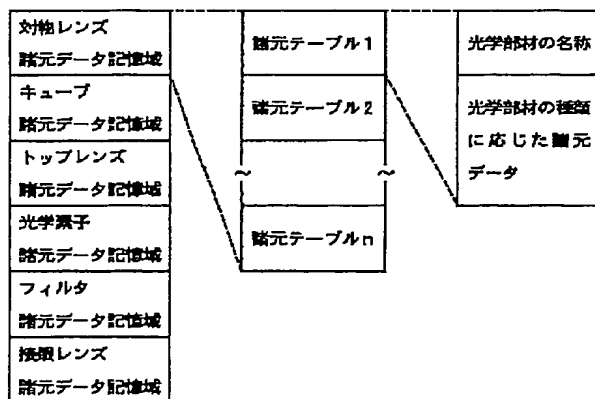 対物レンズ
諸元データ記憶域
キューブ
諸元データ記憶域
トップレンズ
諸元データ記憶域
光学素子
諸元データ記憶域
フィルタ
諸元データ記憶域
接眼レンズ
諸元データ記憶域
諸元テーブル1
諸元テーブル2
~
~
諸元テーブルn
光学部材の名称
光学部材の種類
に応じた諸元
データ